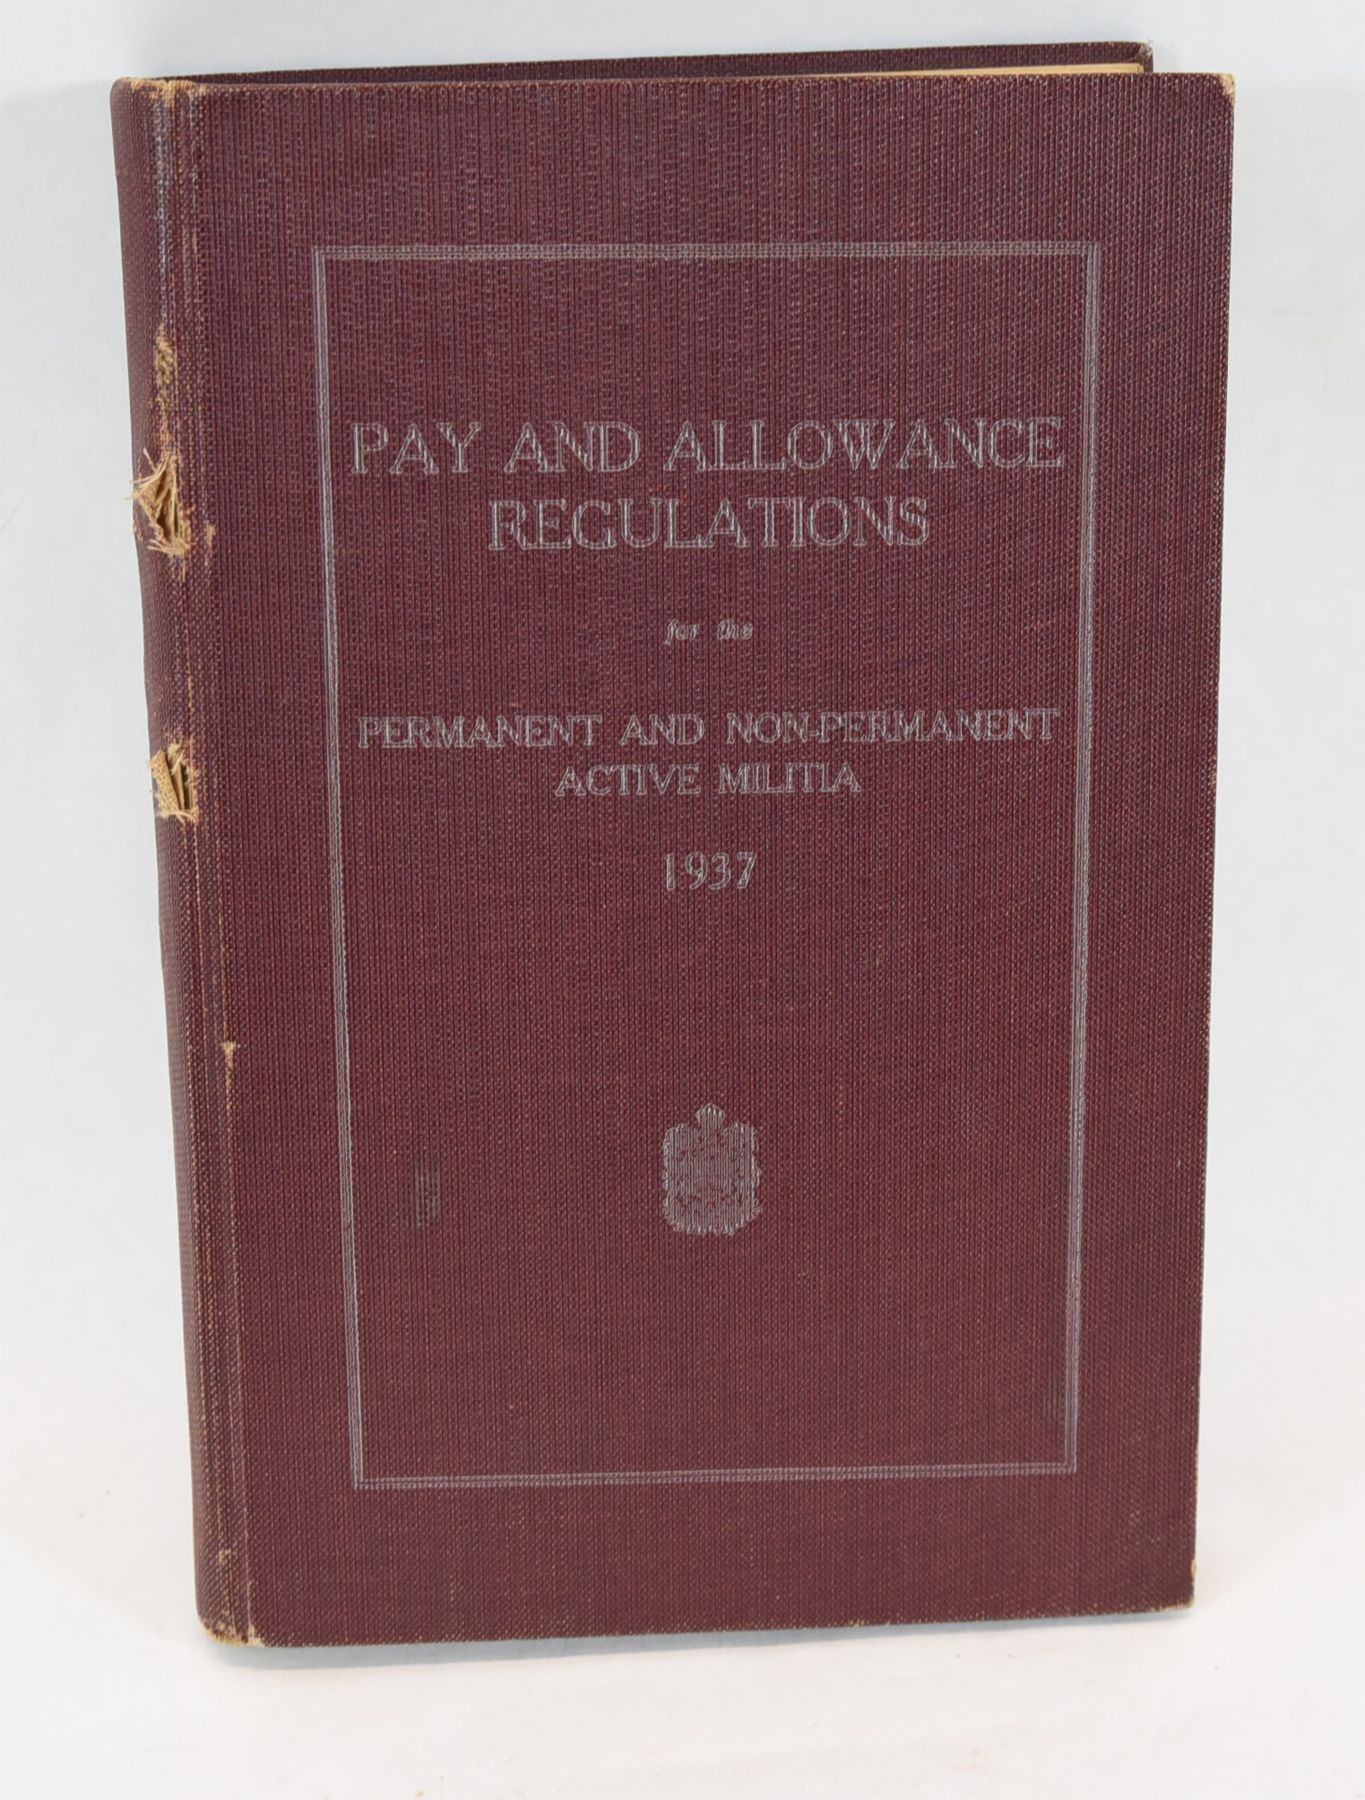 PAY AND ALLOWANCE
REGULATIONS
for the
PERMANENT AND NON-PERMANENT
ACTIVE MILITIA
1937